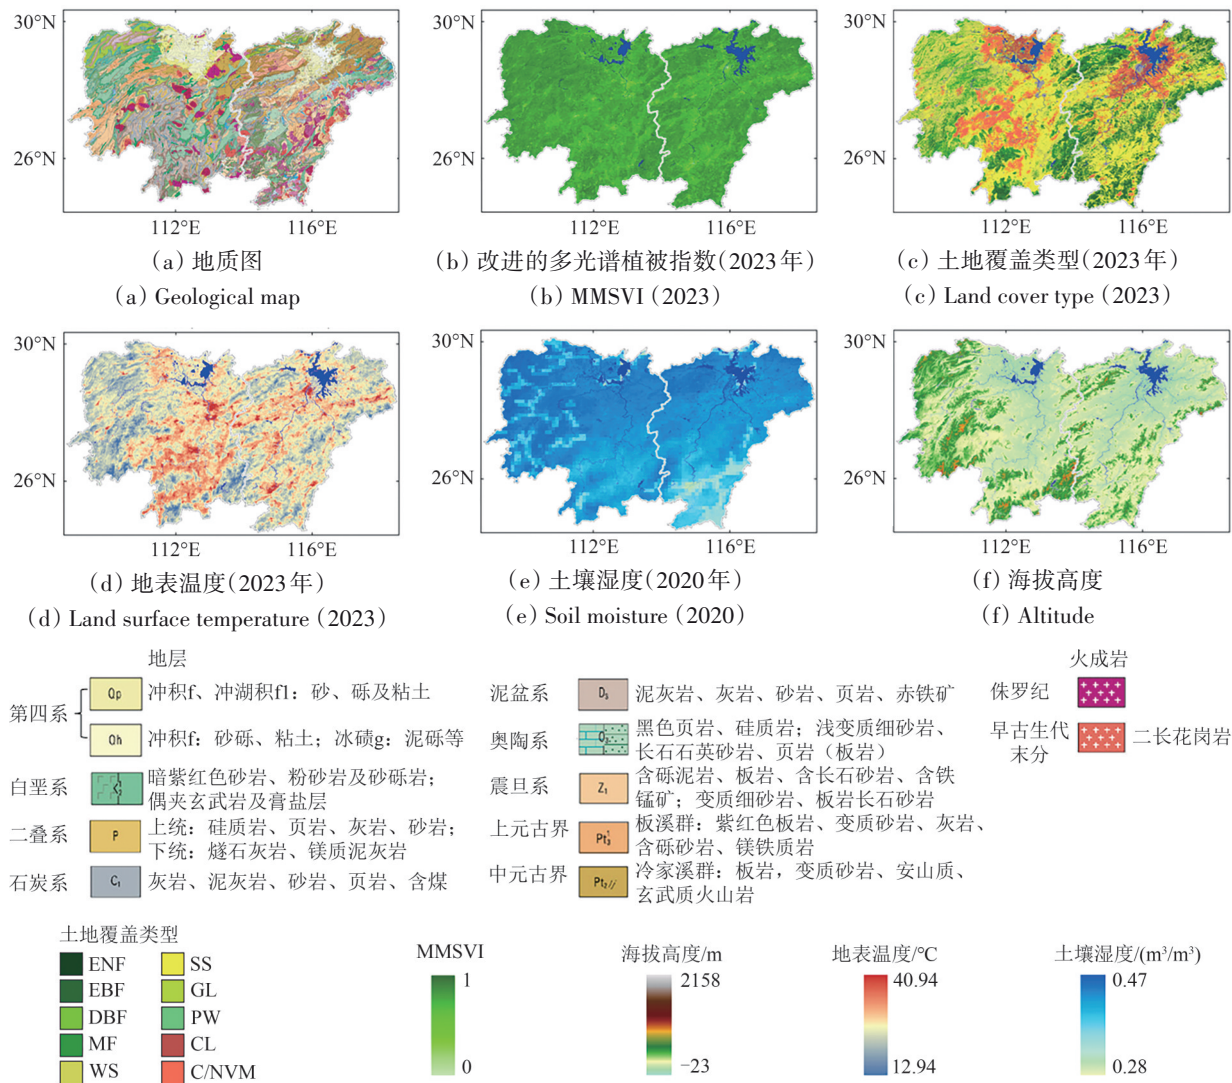 30°N
26°N
112°E
116°E
30°N
26°N
112°E
116°E
30°N
26°N
112°E
116°E
(a) 地质图
(b) 改进的多光谱植被指数(2023年)
(c) 土地覆盖类型(2023年)
(a) Geological map
(b) MMSVI (2023)
(c) Land cover type (2023)
30°N
26°N
112°E
116°E
30°N
26°N
112°E
116°E
30°N
26°N
112°E
116°E
(d) 地表温度(2023年)
(e) 土壤湿度(2020年)
(f) 海拔高度
(d) Land surface temperature (2023)
(e) Soil moisture (2020)
(f) Altitude
地层
第四系
Qp
冲积f、冲湖积fl：砂、砾及粘土
Qh
冲积f：砂砾、粘土；冰碛g：泥砾等
白垩系
暗紫红色砂岩、粉砂岩及砂砾岩；
偶夹玄武岩及膏盐层
二叠系
P
上统：硅质岩、页岩、灰岩、砂岩；
下统：燧石灰岩、镁质泥灰岩
石炭系
C₁
灰岩、泥灰岩、砂岩、页岩、含煤
泥盆系
泥灰岩、灰岩、砂岩、页岩、赤铁矿
奥陶系
黑色页岩、硅质岩；浅变质细砂岩、
长石石英砂岩、页岩（板岩）
震旦系
Z₁
含砾泥岩、板岩、含长石砂岩、含铁
锰矿；变质细砂岩、板岩长石砂岩
上元古界
板溪群：紫红色板岩、变质砂岩、灰岩、
含砾砂岩、镁铁质岩
中元古界
冷家溪群：板岩，变质砂岩、安山质、
玄武质火山岩
火成岩
侏罗纪
早古生代
末分
二长花岗岩
土地覆盖类型
ENF
EBF
DBF
MF
WS
SS
GL
PW
CL
C/NVM
MMSVI
1
0
海拔高度/m
2158
−23
地表温度/℃
40.94
12.94
土壤湿度/(m³/m³)
0.47
0.28